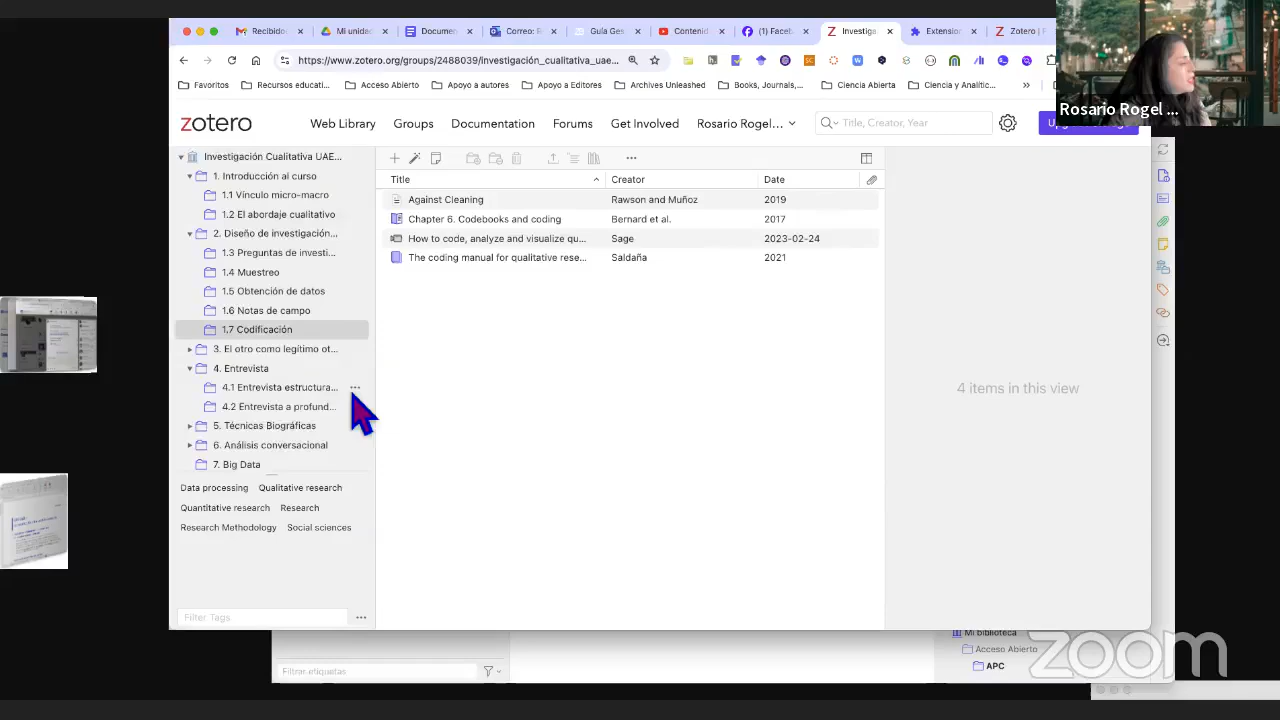 Recibido
Mi unidad
Docume
Correo: R
Guía Ges
Contenid
(1) Faceb
Investiga
Extension
Zotero |
https://www.zotero.org/groups/2488039/investigación_cualitativa_uae...
Favoritos
Recursos educati...
Acceso Abierto
Apoyo a autores
Apoyo a Editores
Archives Unleashed
Books, Journals,...
Ciencia Abierta
Ciencia y Analític...
Rosario Rogel ...
zotero
Web Library
Documentation
Forums
Get Involved
Rosario Rogel...
Title, Creator, Year
Investigación Cualitativa UAE...
1. Introducción al curso
1.1 Vínculo micro-macro
1.2 El abordaje cualitativo
2. Diseño de investigación...
1.3 Preguntas de investi...
1.4 Muestreo
1.5 Obtención de datos
1.6 Notas de campo
1.7 Codificación
3. El otro como legítimo ot...
4. Entrevista
4.1 Entrevista estructura...
4.2 Entrevista a profund...
5. Técnicas Biográficas
6. Análisis conversacional
7. Big Data
Title Creator Date
Against Cleaning Rawson and Muñoz 2019
Chapter 6. Codebooks and coding Bernard et al. 2017
How to code, analyze and visualize qu... Sage 2023-02-24
The coding manual for qualitative rese... Saldaña 2021
4 items in this view
Data processing Qualitative research
Quantitative research Research
Research Methodology Social sciences
Filter Tags
Filtrar etiquetas
Mi biblioteca
Acceso Abierto
APC
zoom